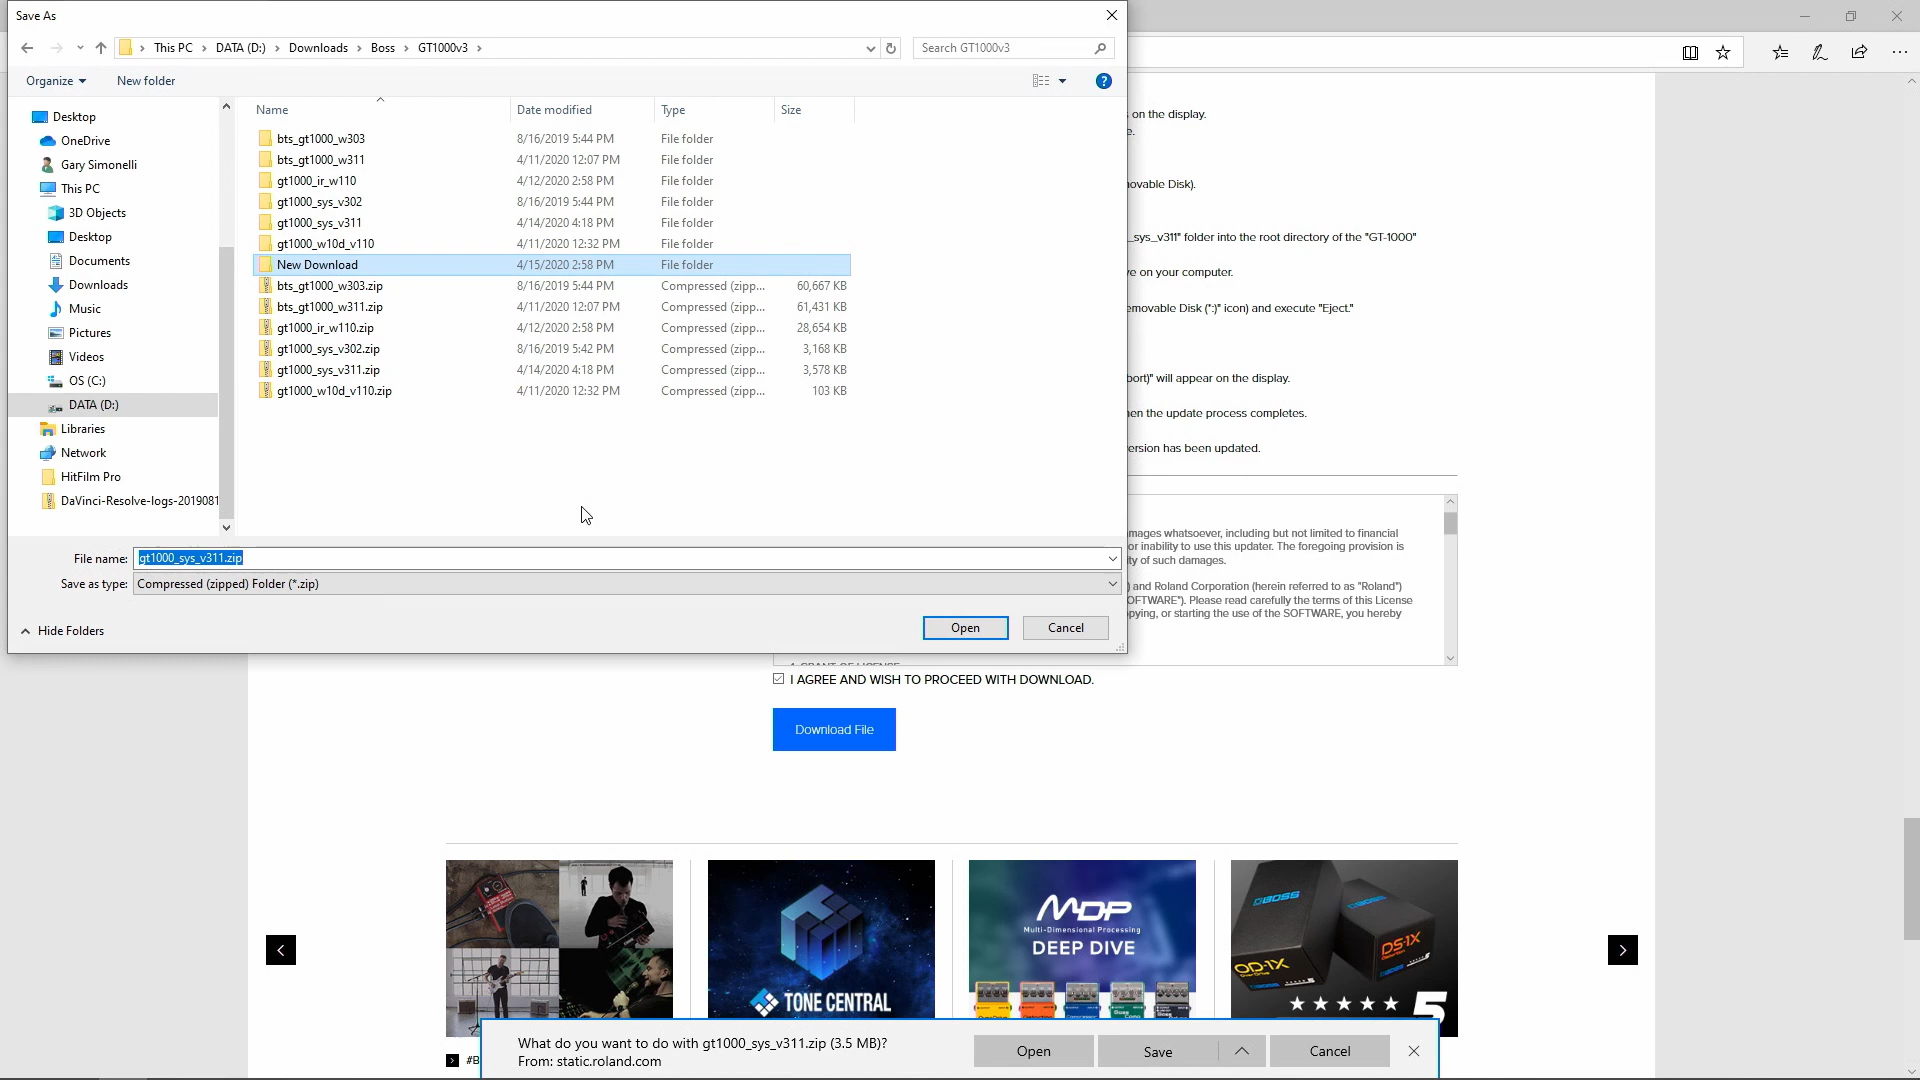 Save As
This PC
DATA (D:)
Downloads
Boss
GT1000v3
Search GT1000v3
Organize
New folder
Name
Date modified
Type
Size
Desktop
OneDrive
Gary Simonelli
This PC
3D Objects
Desktop
Documents
Downloads
Music
Pictures
Videos
OS (C:)
DATA (D:)
Libraries
Network
HitFilm Pro
DaVinci-Resolve-logs-2019081
bts_gt1000_w303 8/16/2019 5:44 PM File folder
bts_gt1000_w311 4/11/2020 12:07 PM File folder
gt1000_ir_w110 4/12/2020 2:58 PM File folder
gt1000_sys_v302 8/16/2019 5:44 PM File folder
gt1000_sys_v311 4/14/2020 4:18 PM File folder
gt1000_w10d_v110 4/11/2020 12:32 PM File folder
New Download 4/15/2020 2:58 PM File folder
bts_gt1000_w303.zip 8/16/2019 5:44 PM Compressed (zipp... 60,667 KB
bts_gt1000_w311.zip 4/11/2020 12:07 PM Compressed (zipp... 61,431 KB
gt1000_ir_w110.zip 4/12/2020 2:58 PM Compressed (zipp... 28,654 KB
gt1000_sys_v302.zip 8/16/2019 5:42 PM Compressed (zipp... 3,168 KB
gt1000_sys_v311.zip 4/14/2020 4:18 PM Compressed (zipp... 3,578 KB
gt1000_w10d_v110.zip 4/11/2020 12:32 PM Compressed (zipp... 103 KB
File name: gt1000_sys_v311.zip
Save as type: Compressed (zipped) Folder (*.zip)
Hide Folders
Open
Cancel
on the display.
e.
ovable Disk).
_sys_v311" folder into the root directory of the "GT-1000"
e on your computer.
emovable Disk (":)" icon) and execute "Eject."
bort)" will appear on the display.
en the update process completes.
ersion has been updated.
mages whatsoever, including but not limited to financial
or inability to use this updater. The foregoing provision is
ity of such damages.
) and Roland Corporation (herein referred to as "Roland")
OFTWARE"). Please read carefully the terms of this License
pying, or starting the use of the SOFTWARE, you hereby
I AGREE AND WISH TO PROCEED WITH DOWNLOAD.
Download File
TONE CENTRAL
MDP
Multi-Dimensional Processing
DEEP DIVE
BOSS
OD-1X
DS-1X
5
#B
What do you want to do with gt1000_sys_v311.zip (3.5 MB)?
From: static.roland.com
Open
Save
Cancel